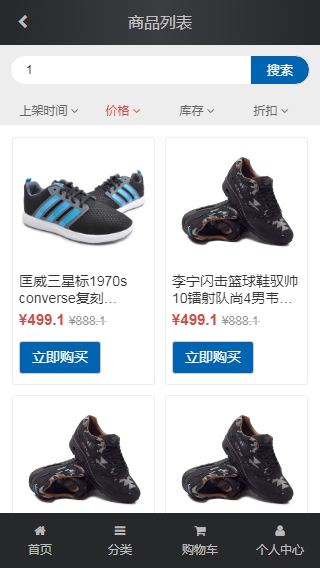 商品列表
1
搜索
上架时间
价格
库存
折扣
匡威三星标1970s
converse复刻…
¥499.1 ¥888.1
立即购买
李宁闪击篮球鞋驭帅
10镭射队尚4男韦…
¥499.1 ¥888.1
立即购买
首页
分类
购物车
个人中心